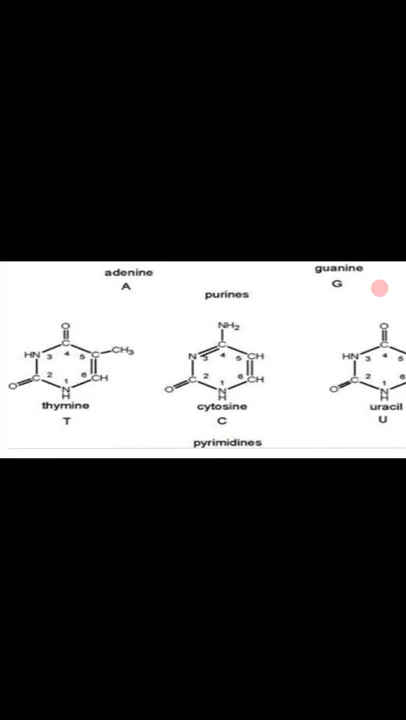 adenine guanine
A G
purines
O NH2 O
HN 3 4 5 C CH3 N 3 4 5 CH HN 3 4 5
C C C
O C 2 1 6 CH O C 2 1 6 CH O C 2 1 6
N H N H N H
thymine cytosine uracil
T C U
pyrimidines